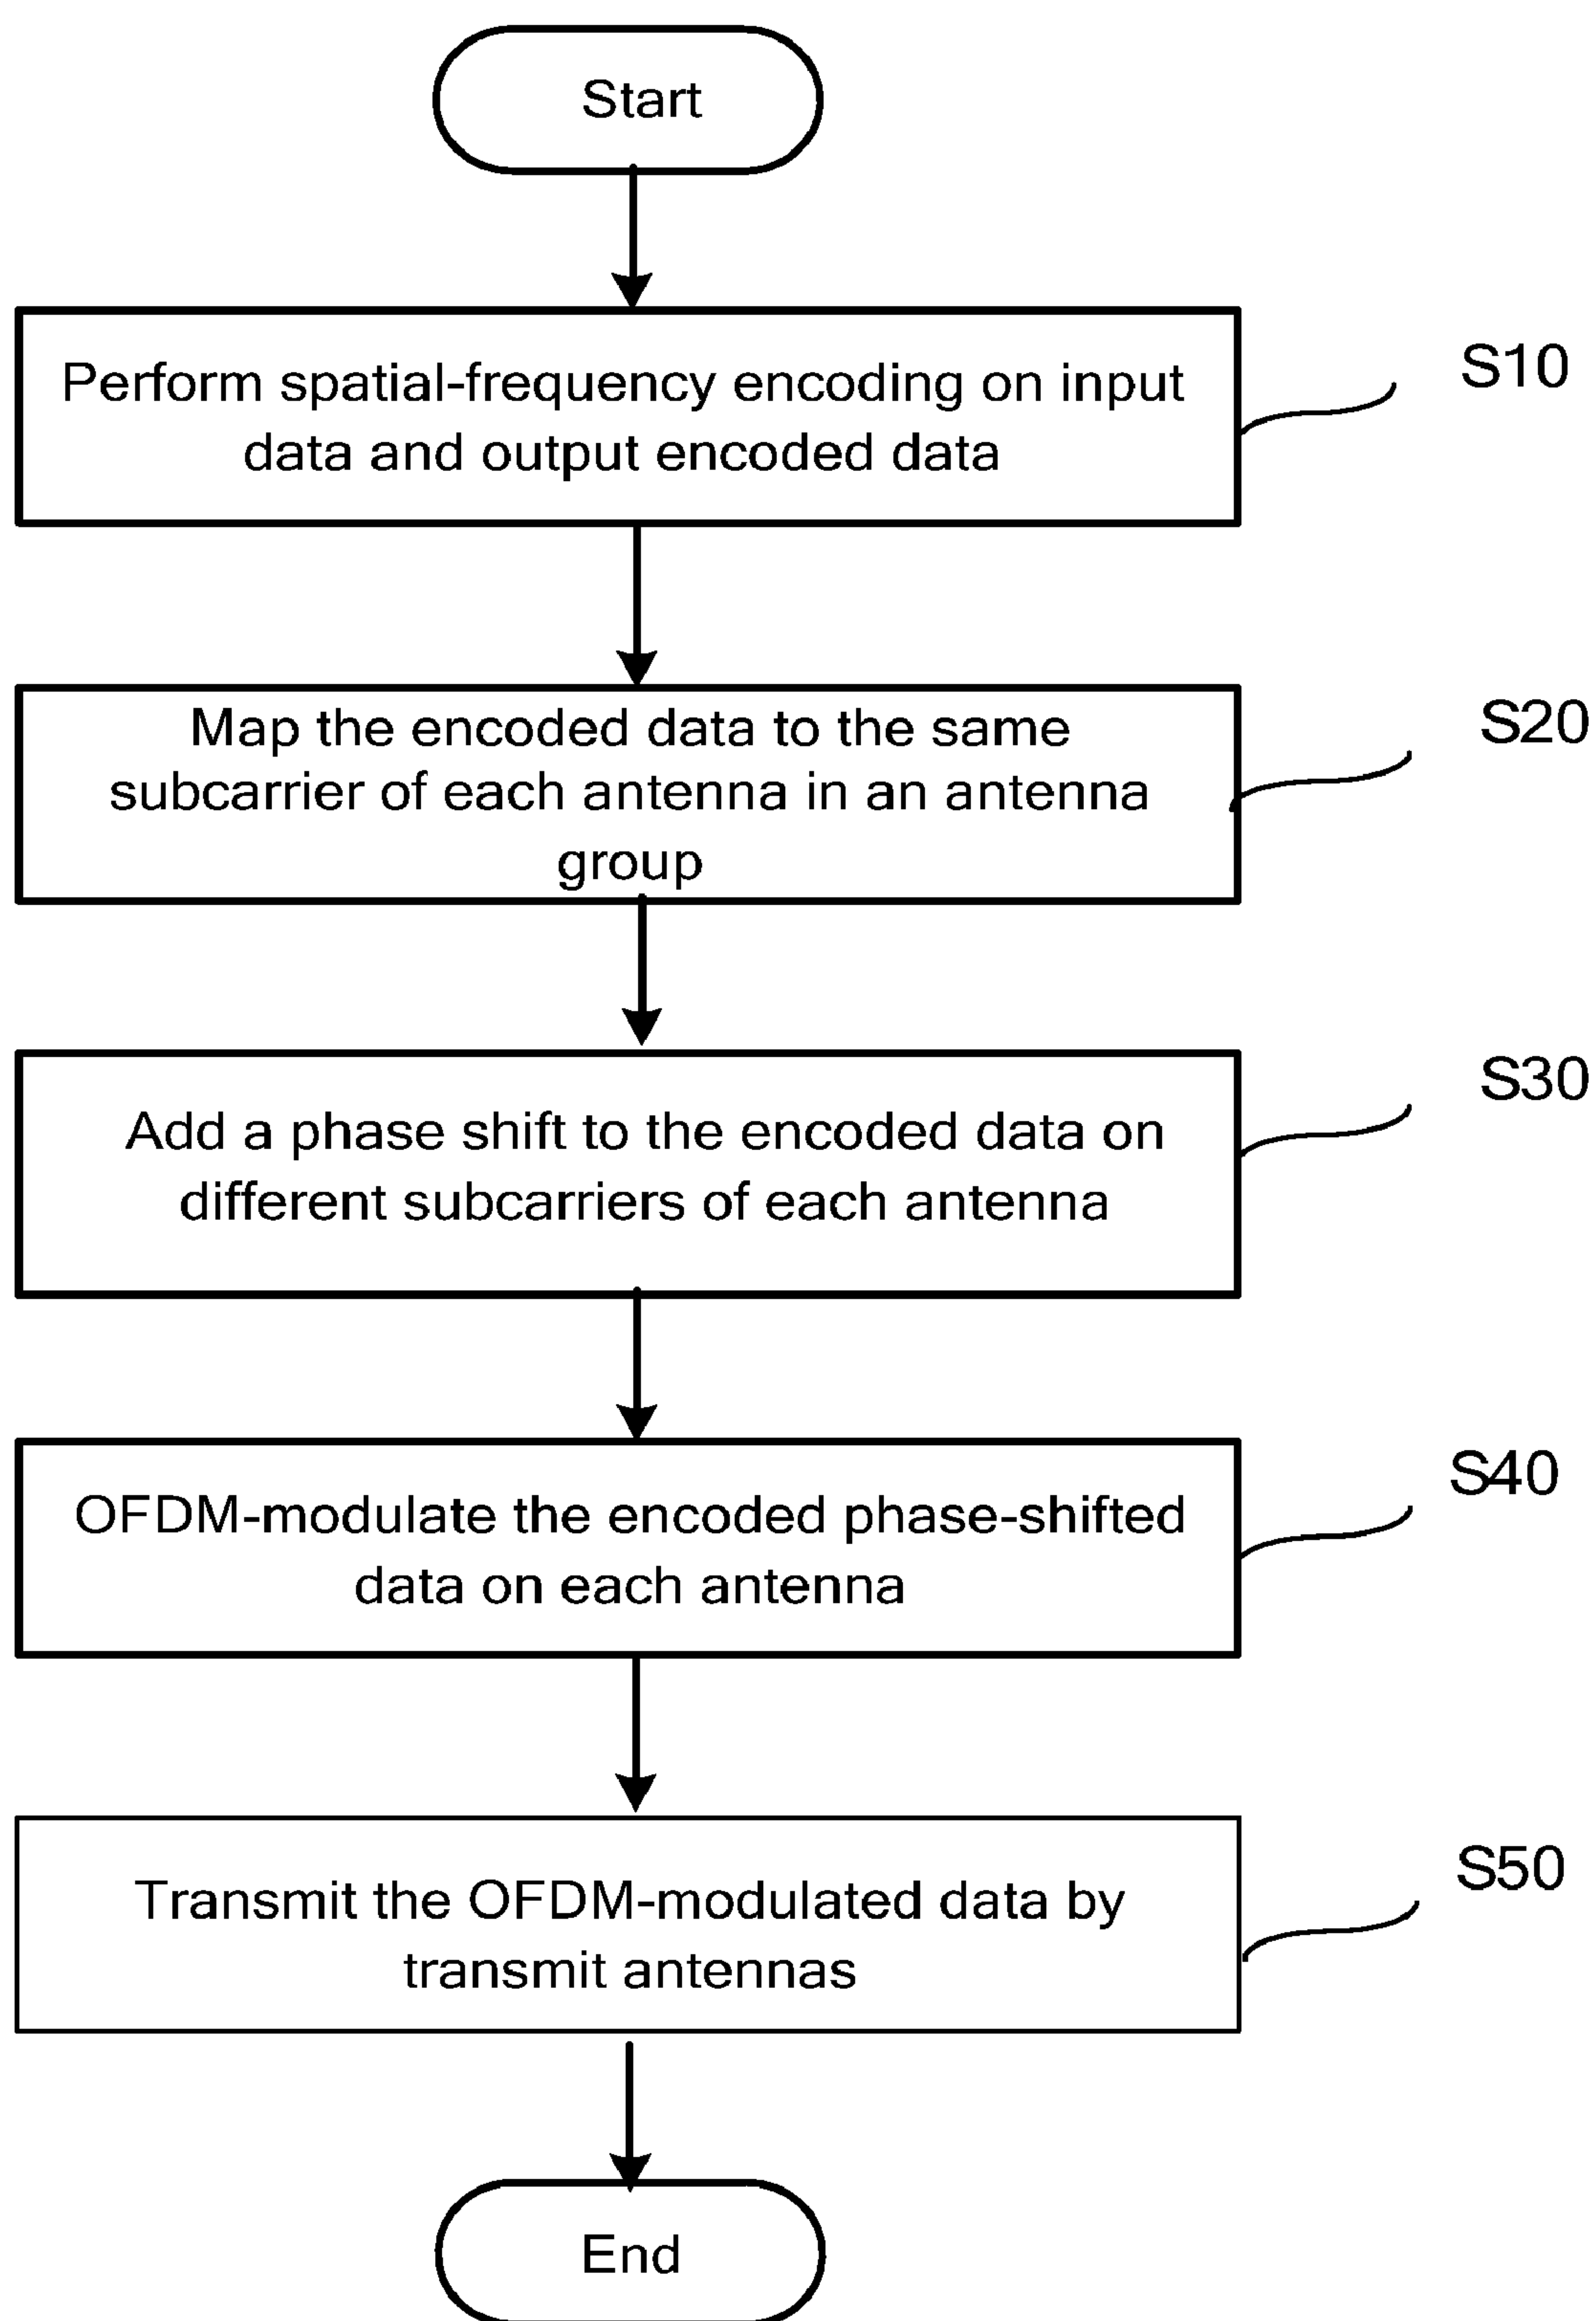 Start
Perform spatial-frequency encoding on input
data and output encoded data
S10
Map the encoded data to the same
subcarrier of each antenna in an antenna
group
S20
Add a phase shift to the encoded data on
different subcarriers of each antenna
S30
OFDM-modulate the encoded phase-shifted
data on each antenna
S40
Transmit the OFDM-modulated data by
transmit antennas
S50
End